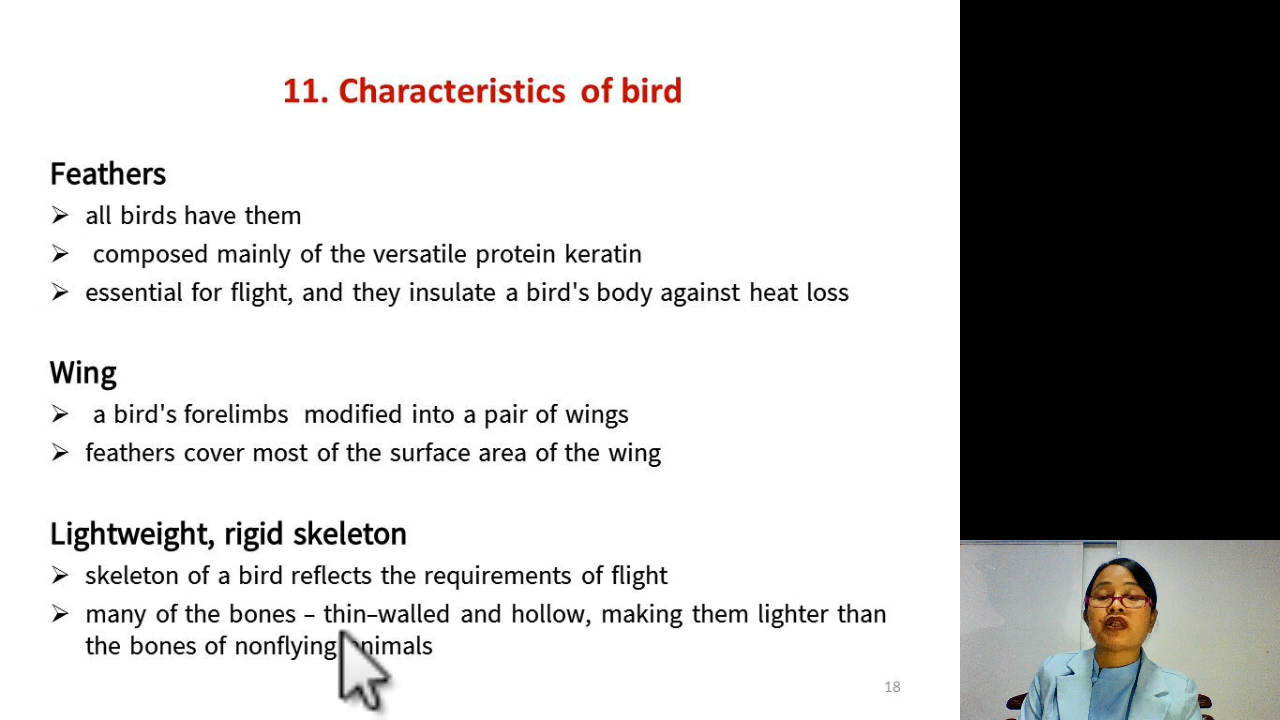 11. Characteristics of bird
Feathers
➢ all birds have them
➢ composed mainly of the versatile protein keratin
➢ essential for flight, and they insulate a bird's body against heat loss
Wing
➢ a bird's forelimbs modified into a pair of wings
➢ feathers cover most of the surface area of the wing
Lightweight, rigid skeleton
➢ skeleton of a bird reflects the requirements of flight
➢ many of the bones – thin–walled and hollow, making them lighter than
the bones of nonflying animals
18